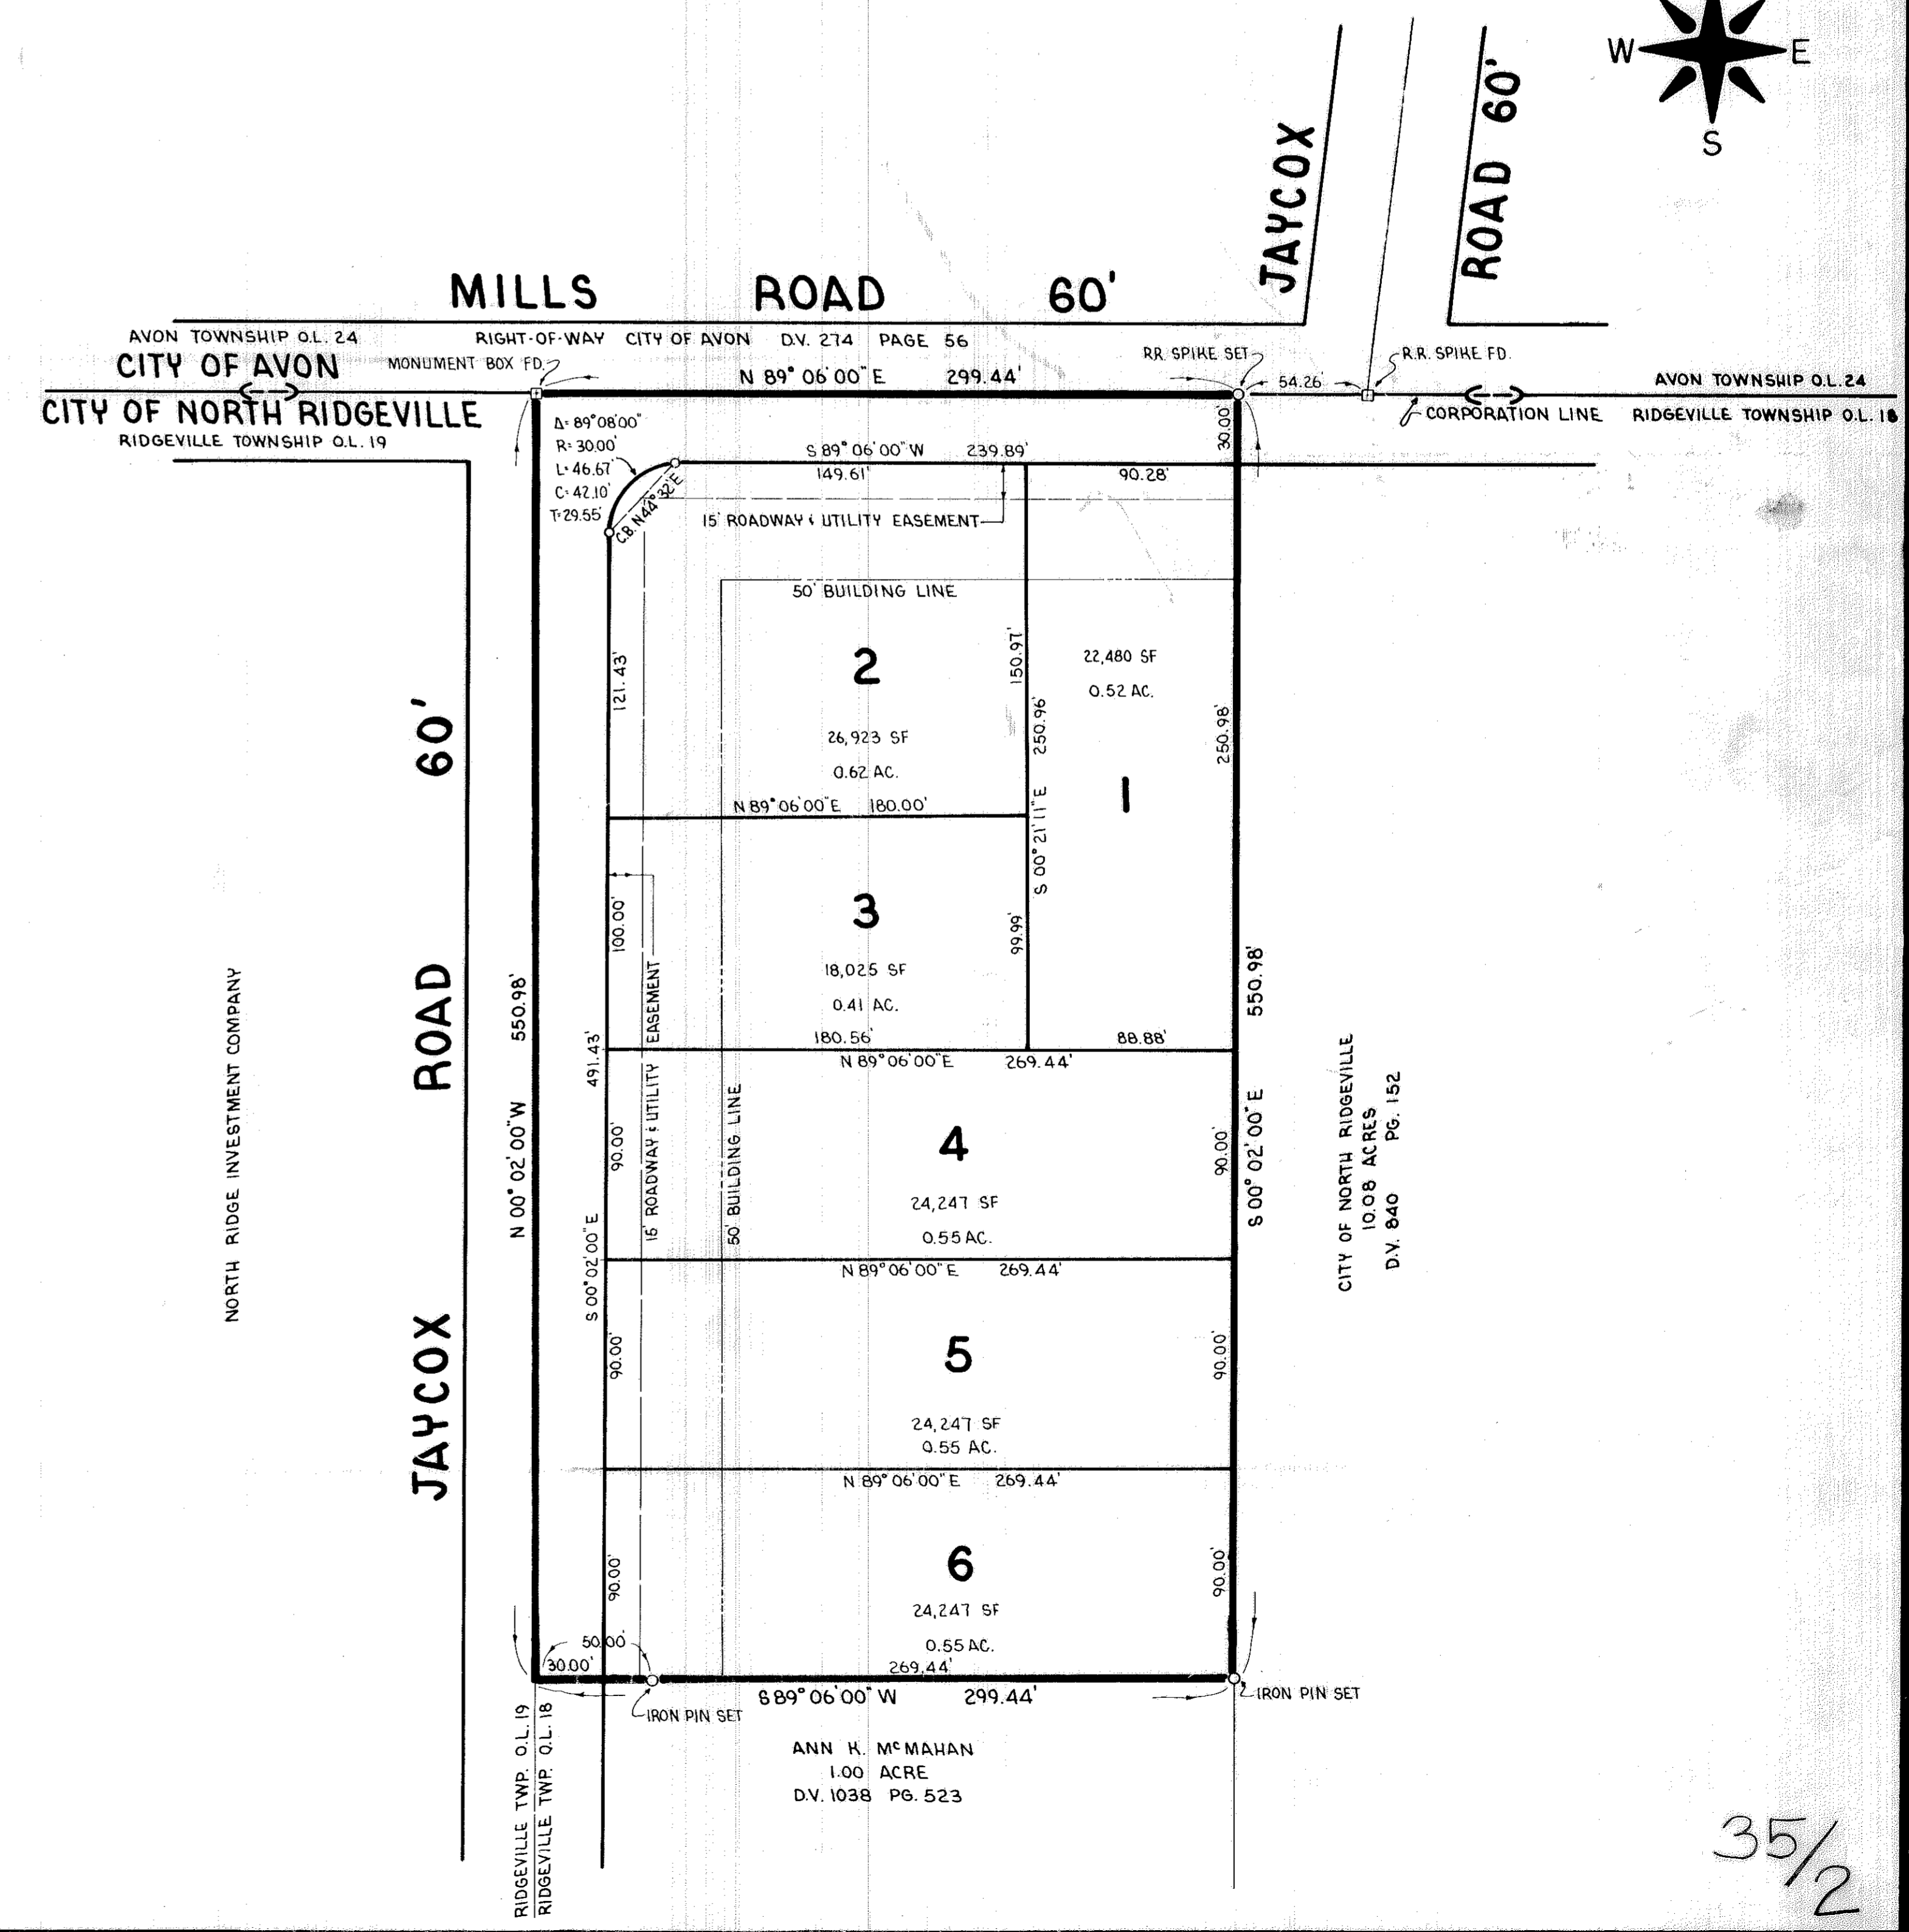 W E
S
JAYCOX
ROAD 60'
MILLS ROAD 60'
AVON TOWNSHIP O.L. 24
RIGHT-OF-WAY CITY OF AVON D.V. 274 PAGE 56
CITY OF AVON
MONUMENT BOX FD.
N 89° 06' 00" E 299.44'
RR. SPIKE SET
R.R. SPIKE FD.
54.26'
AVON TOWNSHIP O.L. 24
CITY OF NORTH RIDGEVILLE
RIDGEVILLE TOWNSHIP O.L. 19
CORPORATION LINE
RIDGEVILLE TOWNSHIP O.L. 18
30.00'
Δ= 89° 08' 00"
R= 30.00'
L= 46.67'
C= 42.10'
T= 29.55'
C.B. N 44° 32' E
S 89° 06' 00" W 239.89'
149.61'
90.28'
15' ROADWAY & UTILITY EASEMENT
50' BUILDING LINE
2
26,923 SF
0.62 AC.
121.43'
150.97'
N 89° 06' 00" E 180.00'
22,480 SF
0.52 AC.
1
S 00° 21' 11" E 250.96'
250.98'
3
18,025 SF
0.41 AC.
100.00'
99.99'
180.56'
88.88'
N 89° 06' 00" E 269.44'
JAYCOX ROAD 60'
NORTH RIDGE INVESTMENT COMPANY
N 00° 02' 00" W 550.98'
S 00° 02' 00" E 491.43'
15' ROADWAY & UTILITY EASEMENT
50' BUILDING LINE
S 00° 02' 00" E 550.98'
CITY OF NORTH RIDGEVILLE
10.08 ACRES
D.V. 840 PG. 152
4
24,247 SF
0.55 AC.
90.00'
90.00'
N 89° 06' 00" E 269.44'
5
24,247 SF
0.55 AC.
90.00'
90.00'
N 89° 06' 00" E 269.44'
6
24,247 SF
0.55 AC.
90.00'
90.00'
269.44'
50.00'
30.00'
S 89° 06' 00" W 299.44'
IRON PIN SET
IRON PIN SET
RIDGEVILLE TWP. O.L. 19
RIDGEVILLE TWP. O.L. 18
ANN K. McMAHAN
1.00 ACRE
D.V. 1038 PG. 523
35/2